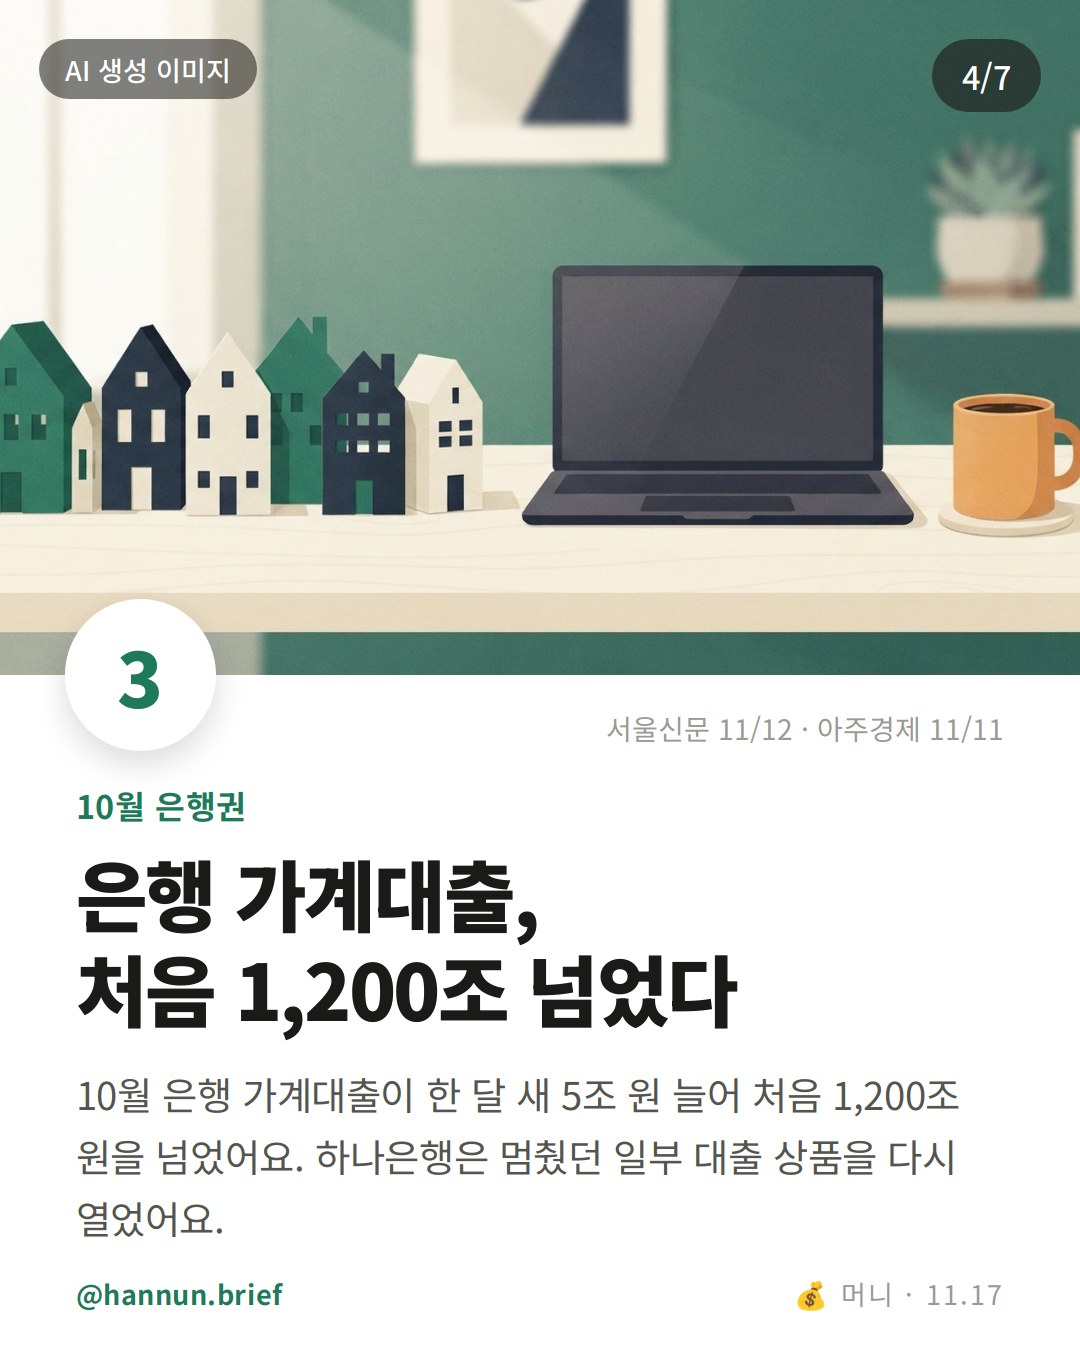 AI 생성 이미지
4/7
3
서울신문 11/12 · 아주경제 11/11
10월 은행권
은행 가계대출,
처음 1,200조 넘었다
10월 은행 가계대출이 한 달 새 5조 원 늘어 처음 1,200조
원을 넘었어요. 하나은행은 멈췄던 일부 대출 상품을 다시
열었어요.
@hannun.brief
💰 머니 · 11.17